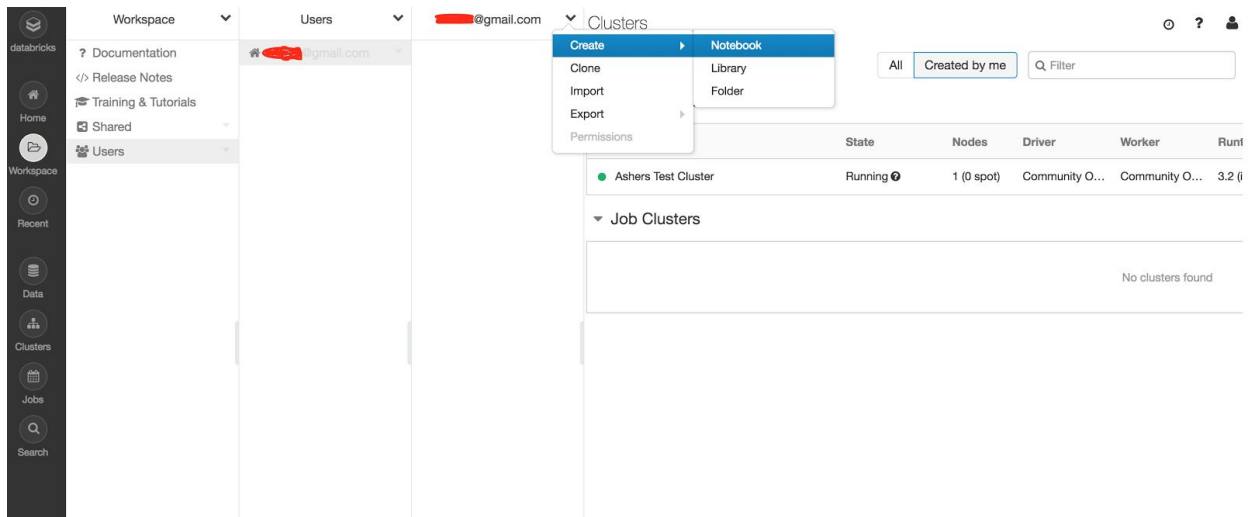 databricks
Home
Workspace
Recent
Data
Clusters
Jobs
Search
Workspace
? Documentation
</> Release Notes
Training & Tutorials
Shared
Users
Users
@gmail.com
@gmail.com
Create
Clone
Import
Export
Permissions
Notebook
Library
Folder
Clusters
?
All
Created by me
Filter
State Nodes Driver Worker Runt
Ashers Test Cluster Running 1 (0 spot) Community O... Community O... 3.2 (i
Job Clusters
No clusters found